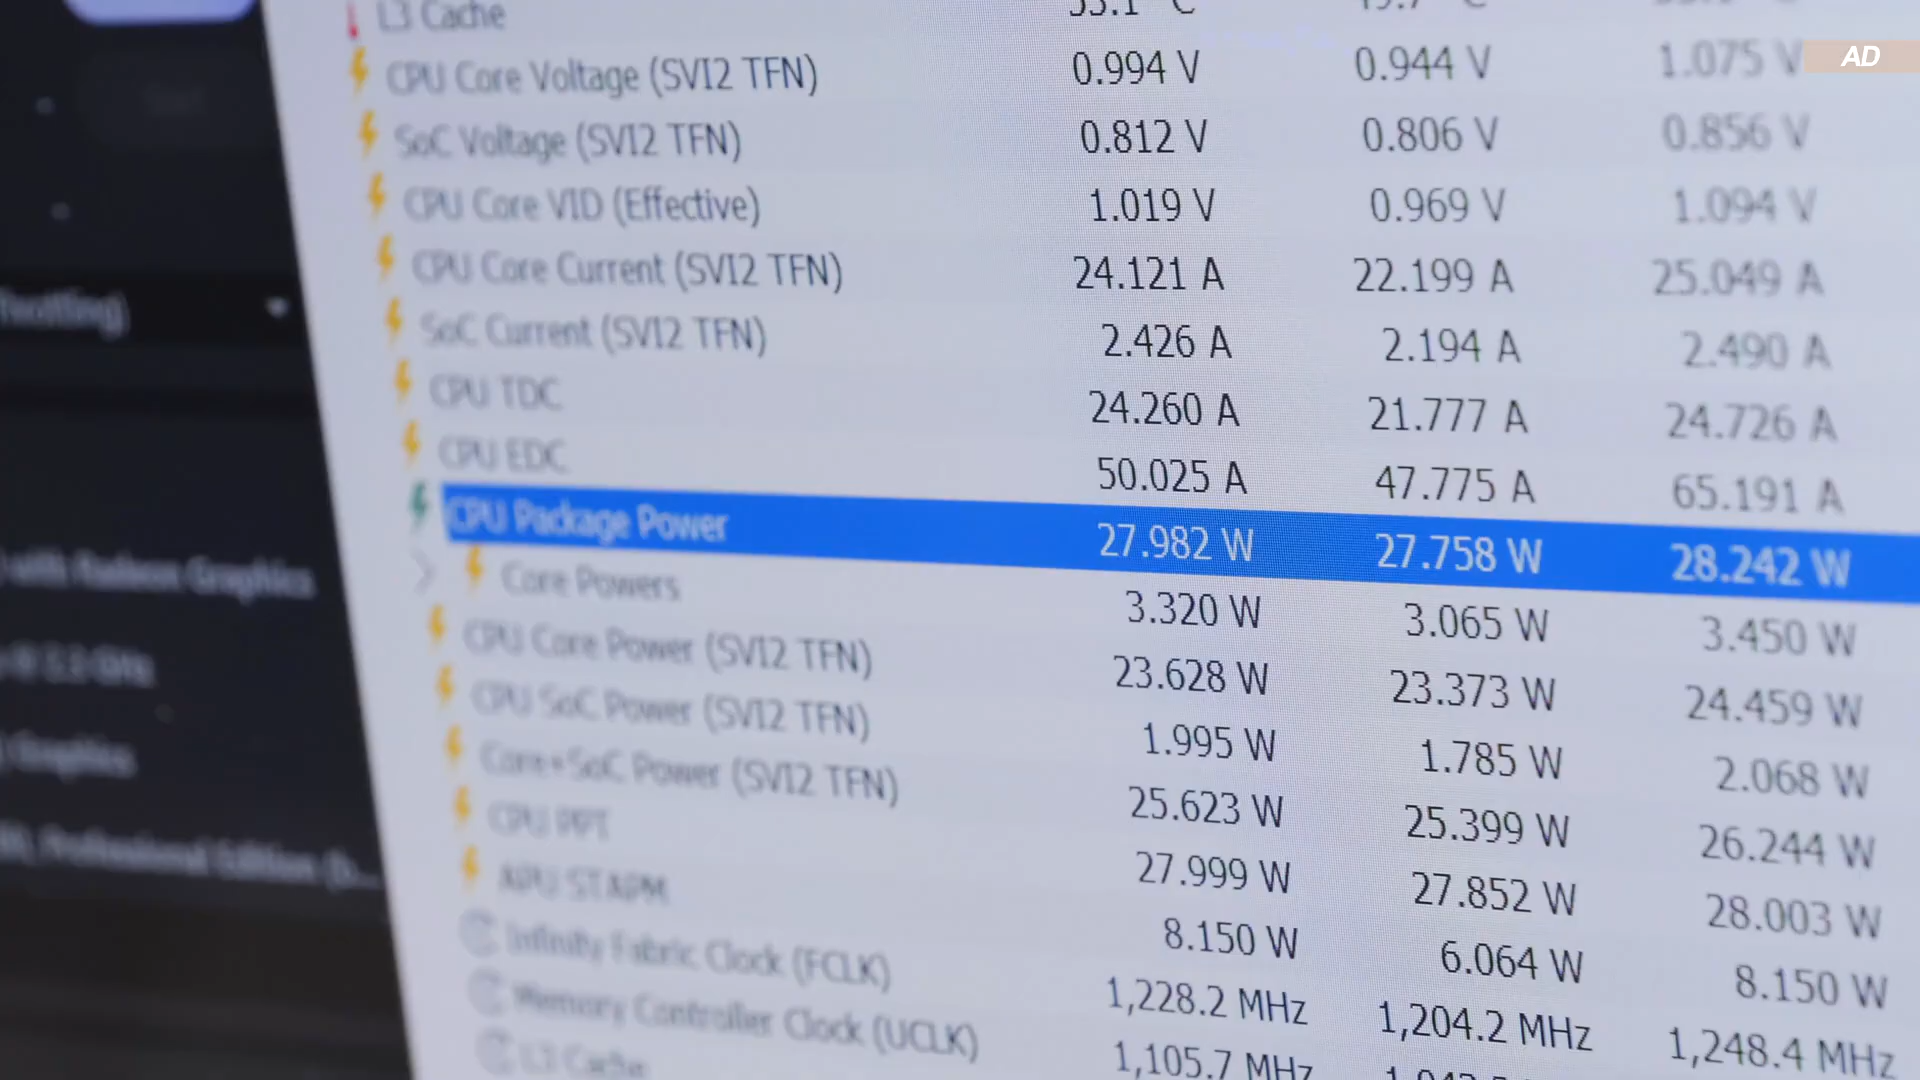 L3 Cache
AD
CPU Core Voltage (SVI2 TFN) 0.994 V 0.944 V 1.075 V
SoC Voltage (SVI2 TFN) 0.812 V 0.806 V 0.856 V
CPU Core VID (Effective) 1.019 V 0.969 V 1.094 V
CPU Core Current (SVI2 TFN) 24.121 A 22.199 A 25.049 A
SoC Current (SVI2 TFN) 2.426 A 2.194 A 2.490 A
CPU TDC 24.260 A 21.777 A 24.726 A
CPU EDC 50.025 A 47.775 A 65.191 A
CPU Package Power 27.982 W 27.758 W 28.242 W
Core Powers 3.320 W 3.065 W 3.450 W
CPU Core Power (SVI2 TFN) 23.628 W 23.373 W 24.459 W
CPU SoC Power (SVI2 TFN) 1.995 W 1.785 W 2.068 W
Core+SoC Power (SVI2 TFN) 25.623 W 25.399 W 26.244 W
CPU PPT 27.999 W 27.852 W 28.003 W
APU STAPM 8.150 W 6.064 W 8.150 W
Infinity Fabric Clock (FCLK) 1,228.2 MHz 1,204.2 MHz 1,248.4 MHz
Memory Controller Clock (UCLK) 1,105.7 MHz
L3 Cache
with Radeon Graphics
Graphics
Professional Edition